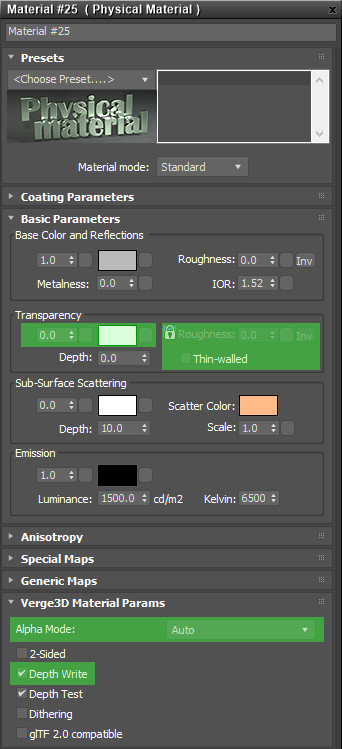 Material #25 ( Physical Material )
Material #25
Presets
<Choose Preset....>
Physical
material
Material mode: Standard
Coating Parameters
Basic Parameters
Base Color and Reflections
1.0 Roughness: 0.0 Inv
Metalness: 0.0 IOR: 1.52
Transparency
0.0 Roughness: 0.0 Inv
Depth: 0.0 Thin-walled
Sub-Surface Scattering
0.0 Scatter Color:
Depth: 10.0 Scale: 1.0
Emission
1.0
Luminance: 1500.0 cd/m2 Kelvin: 6500
Anisotropy
Special Maps
Generic Maps
Verge3D Material Params
Alpha Mode: Auto
2-Sided
Depth Write
Depth Test
Dithering
glTF 2.0 compatible